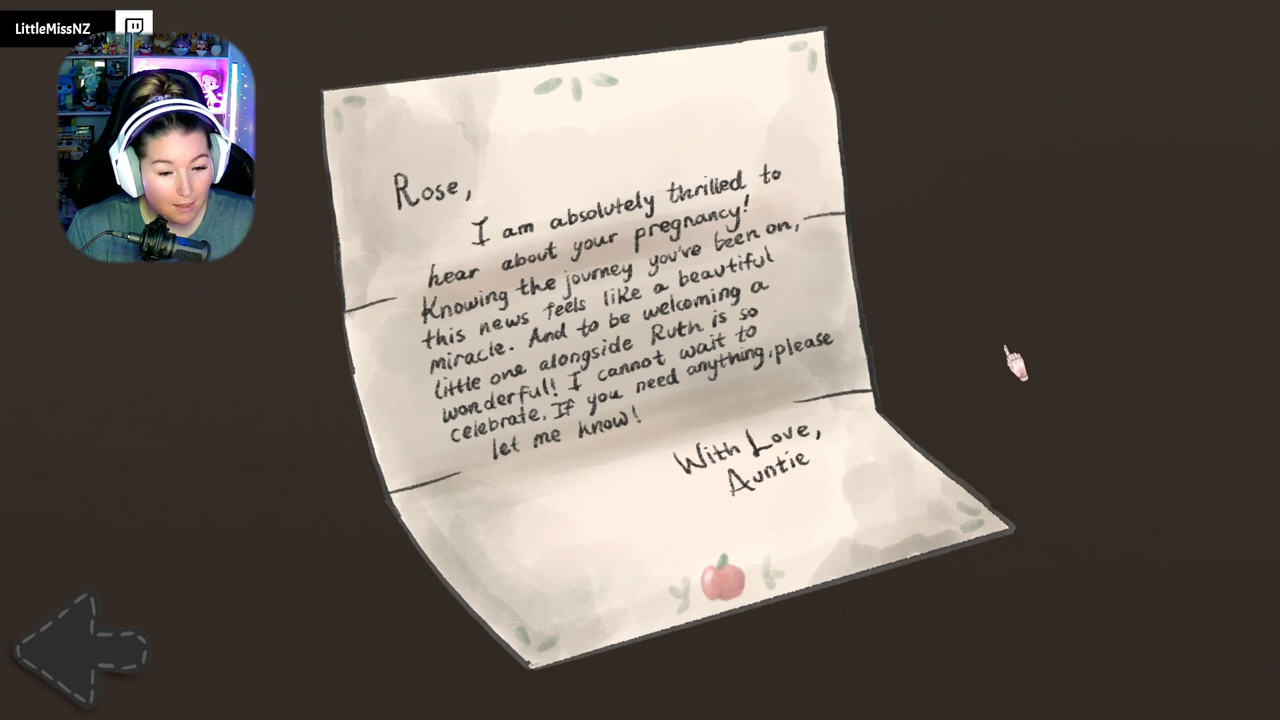 LittleMissNZ
Rose,
I am absolutely thrilled to
hear about your pregnancy!
Knowing the journey you've been on,
this news feels like a beautiful
miracle. And to be welcoming a
little one alongside Ruth is so
wonderful! I cannot wait to
celebrate. If you need anything, please
let me know!
With Love,
Auntie